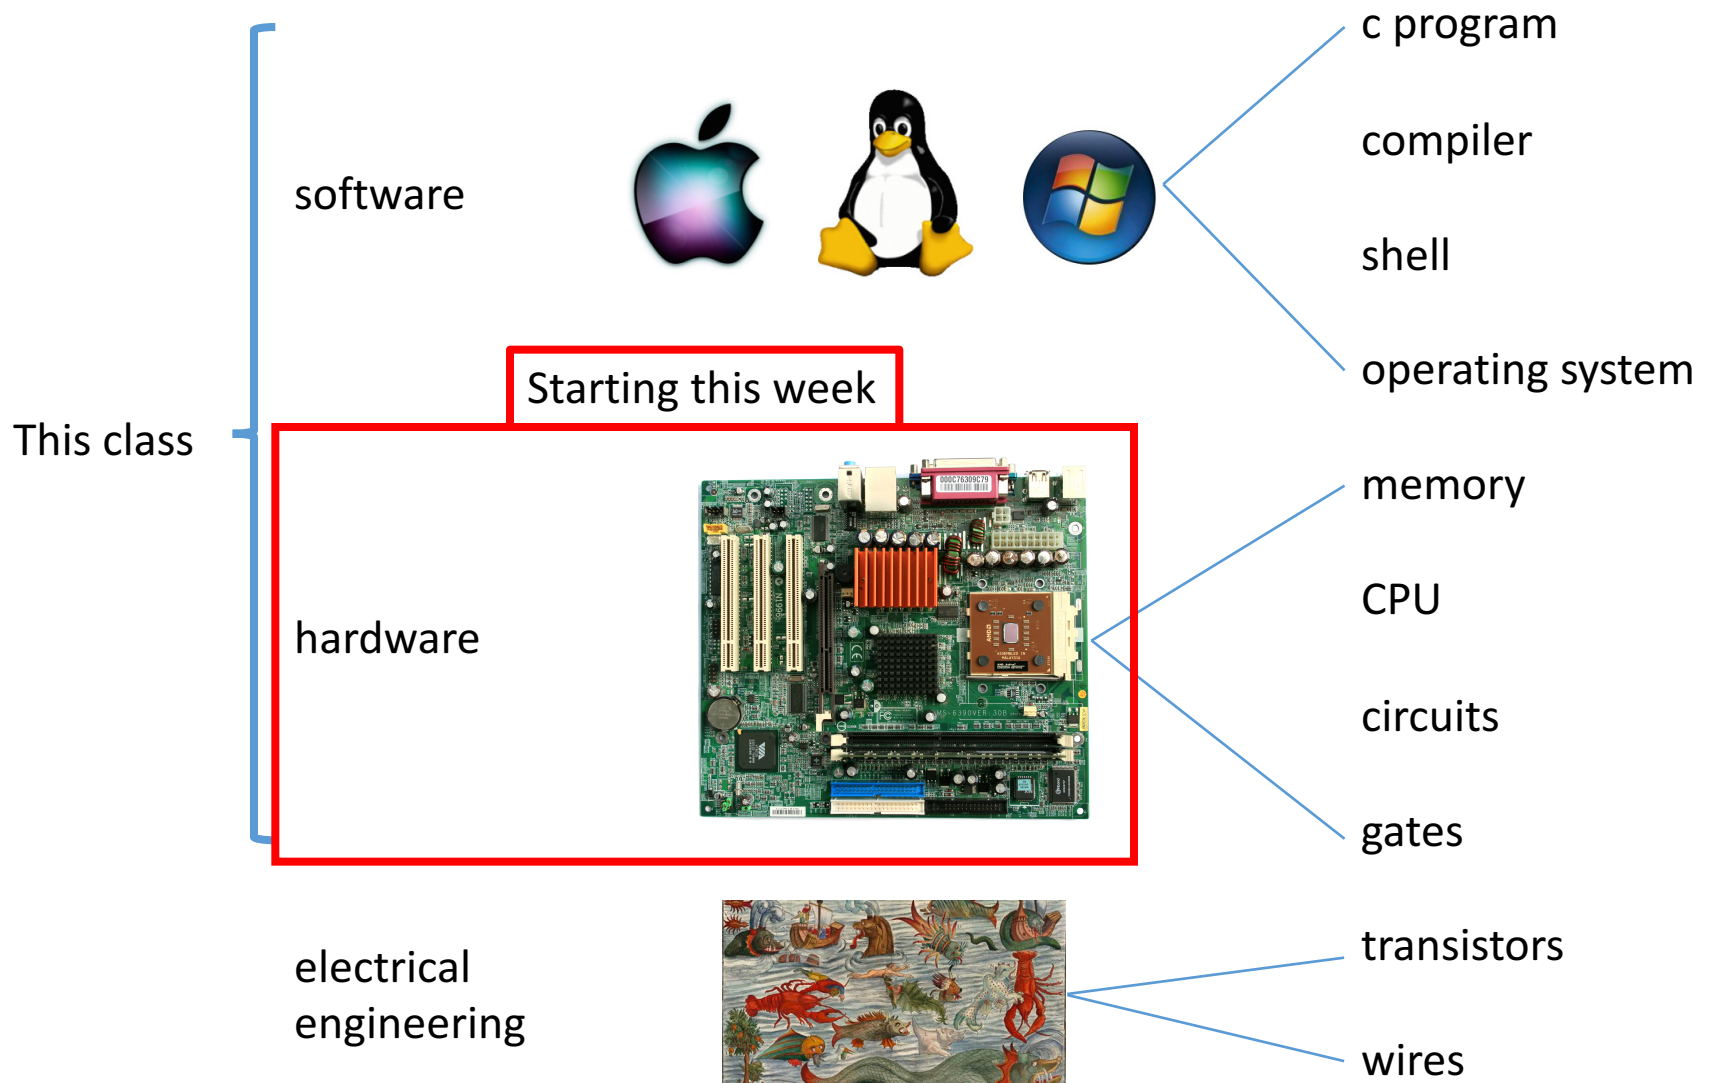 c program
compiler
software
shell
Starting this week
operating system
This class
memory
000C76309C79
CPU
hardware
circuits
gates
transistors
electrical
engineering
wires